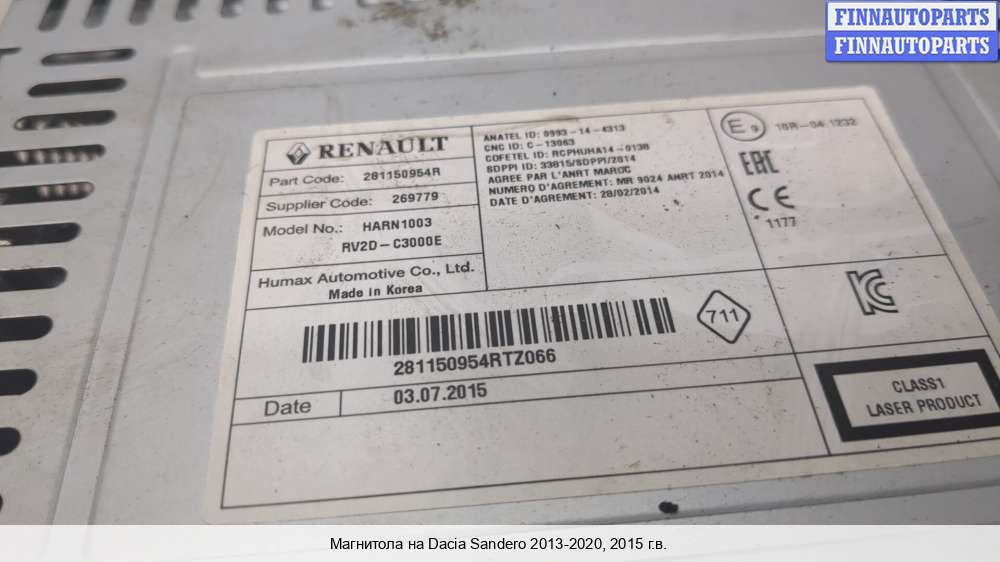 FINNAUTOPARTS
FINNAUTOPARTS
RENAULT
Part Code: 281150954R
Supplier Code: 269779
Model No.: HARN1003
RV2D-C3000E
Humax Automotive Co., Ltd.
Made in Korea
ANATEL ID: 0993-14-4313
CNC ID: C-13063
COFETEL ID: RCPHUHA14-0138
SDPPI ID: 33815/SDPPI/2014
AGREE PAR L'ANRT MAROC
NUMERO D'AGREMENT: MR 9024 ANRT 2014
DATE D'AGREMENT: 28/02/2014
E9 10R-04.1232
EAC
CE
1177
711
KC
281150954RTZ066
Date 03.07.2015
CLASS1
LASER PRODUCT
Магнитола на Dacia Sandero 2013-2020, 2015 г.в.